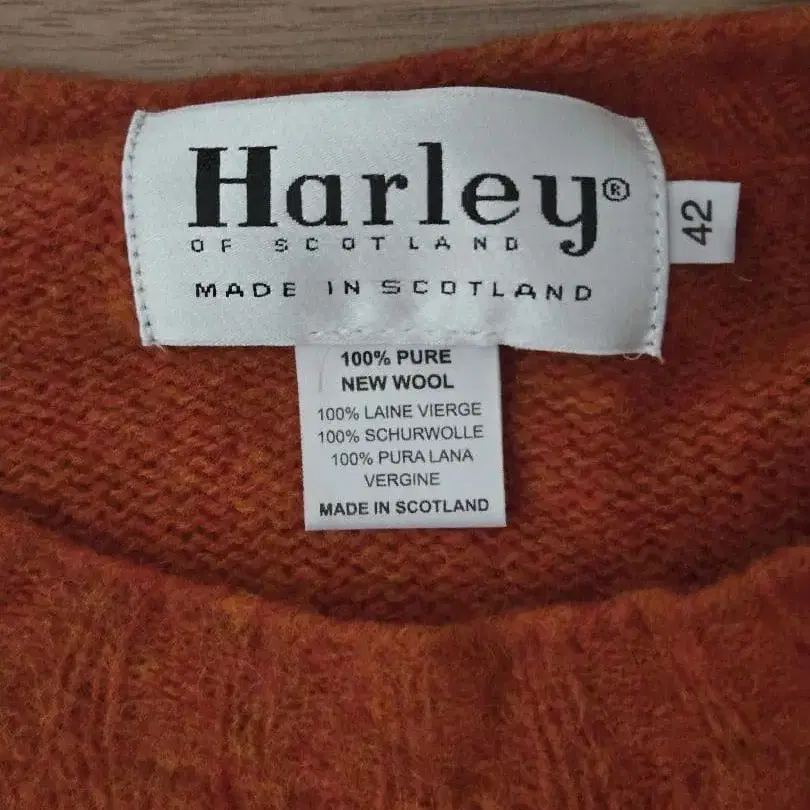 Harley®
OF SCOTLAND
MADE IN SCOTLAND
42
100% PURE
NEW WOOL
100% LAINE VIERGE
100% SCHURWOLLE
100% PURA LANA
VERGINE
MADE IN SCOTLAND